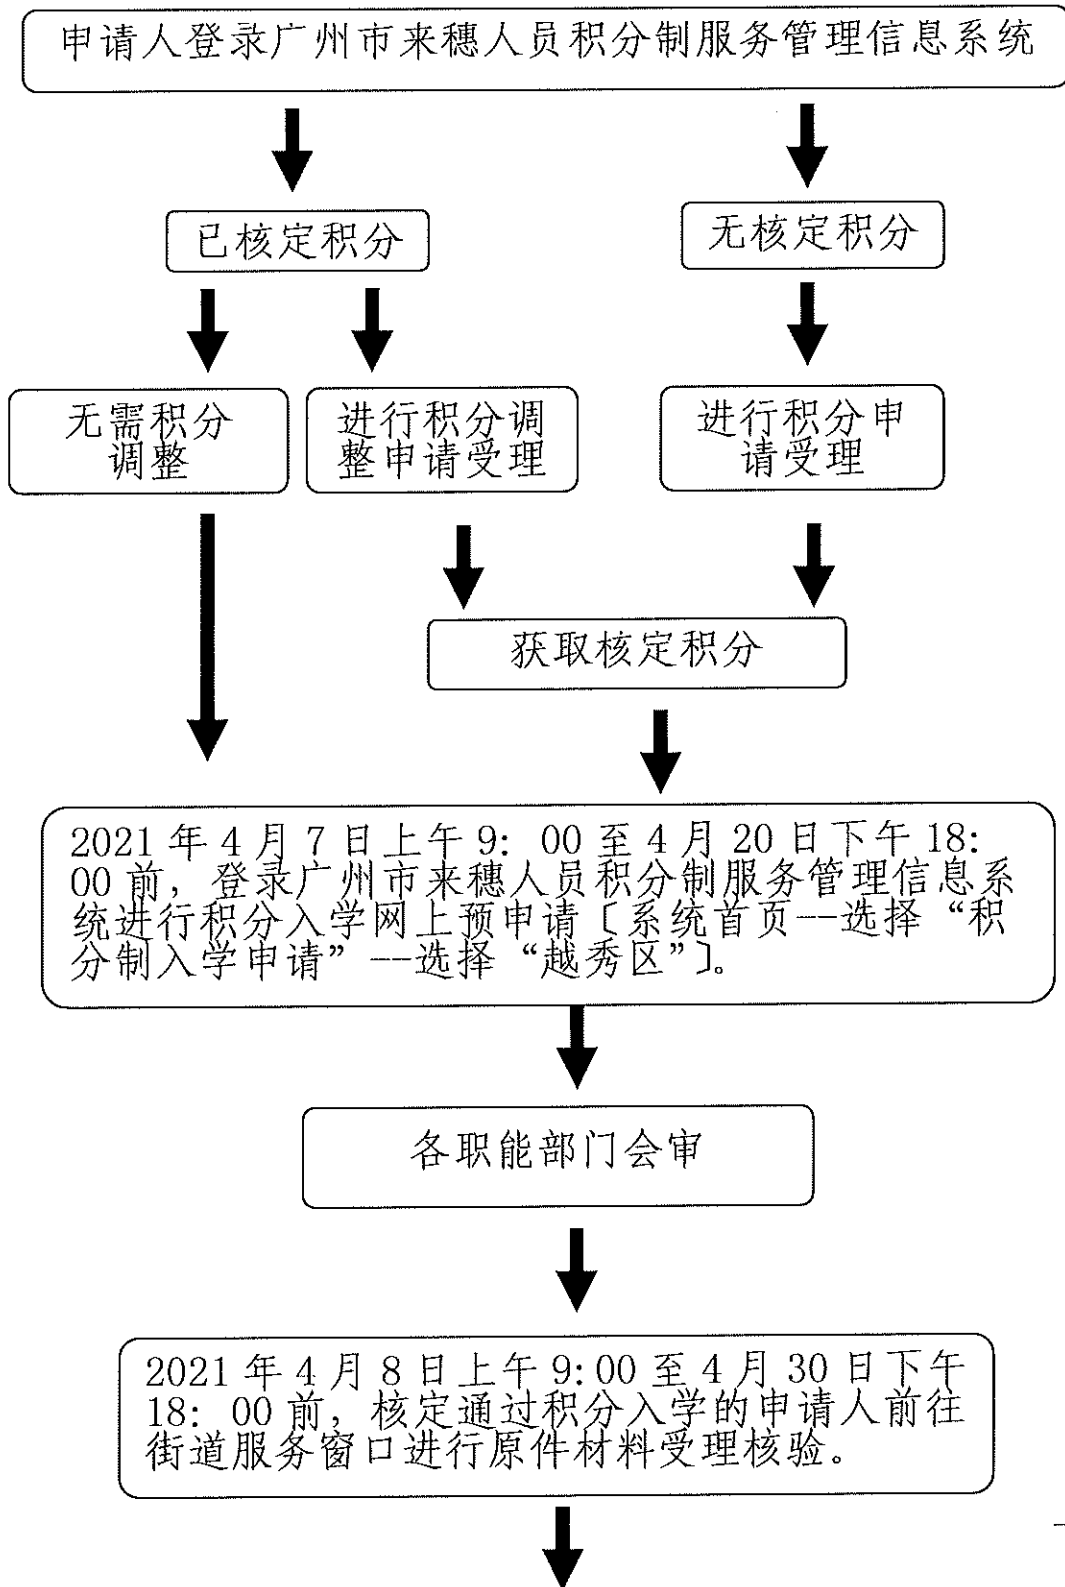 申请人登录广州市来穗人员积分制服务管理信息系统
已核定积分
无核定积分
无需积分
调整
进行积分调
整申请受理
进行积分申
请受理
获取核定积分
2021 年 4 月 7 日上午 9：00 至 4 月 20 日下午 18：
00 前，登录广州市来穗人员积分制服务管理信息系
统进行积分入学网上预申请〔系统首页—选择“积
分制入学申请”—选择“越秀区”〕。
各职能部门会审
2021 年 4 月 8 日上午 9:00 至 4 月 30 日下午
18：00 前，核定通过积分入学的申请人前往
街道服务窗口进行原件材料受理核验。